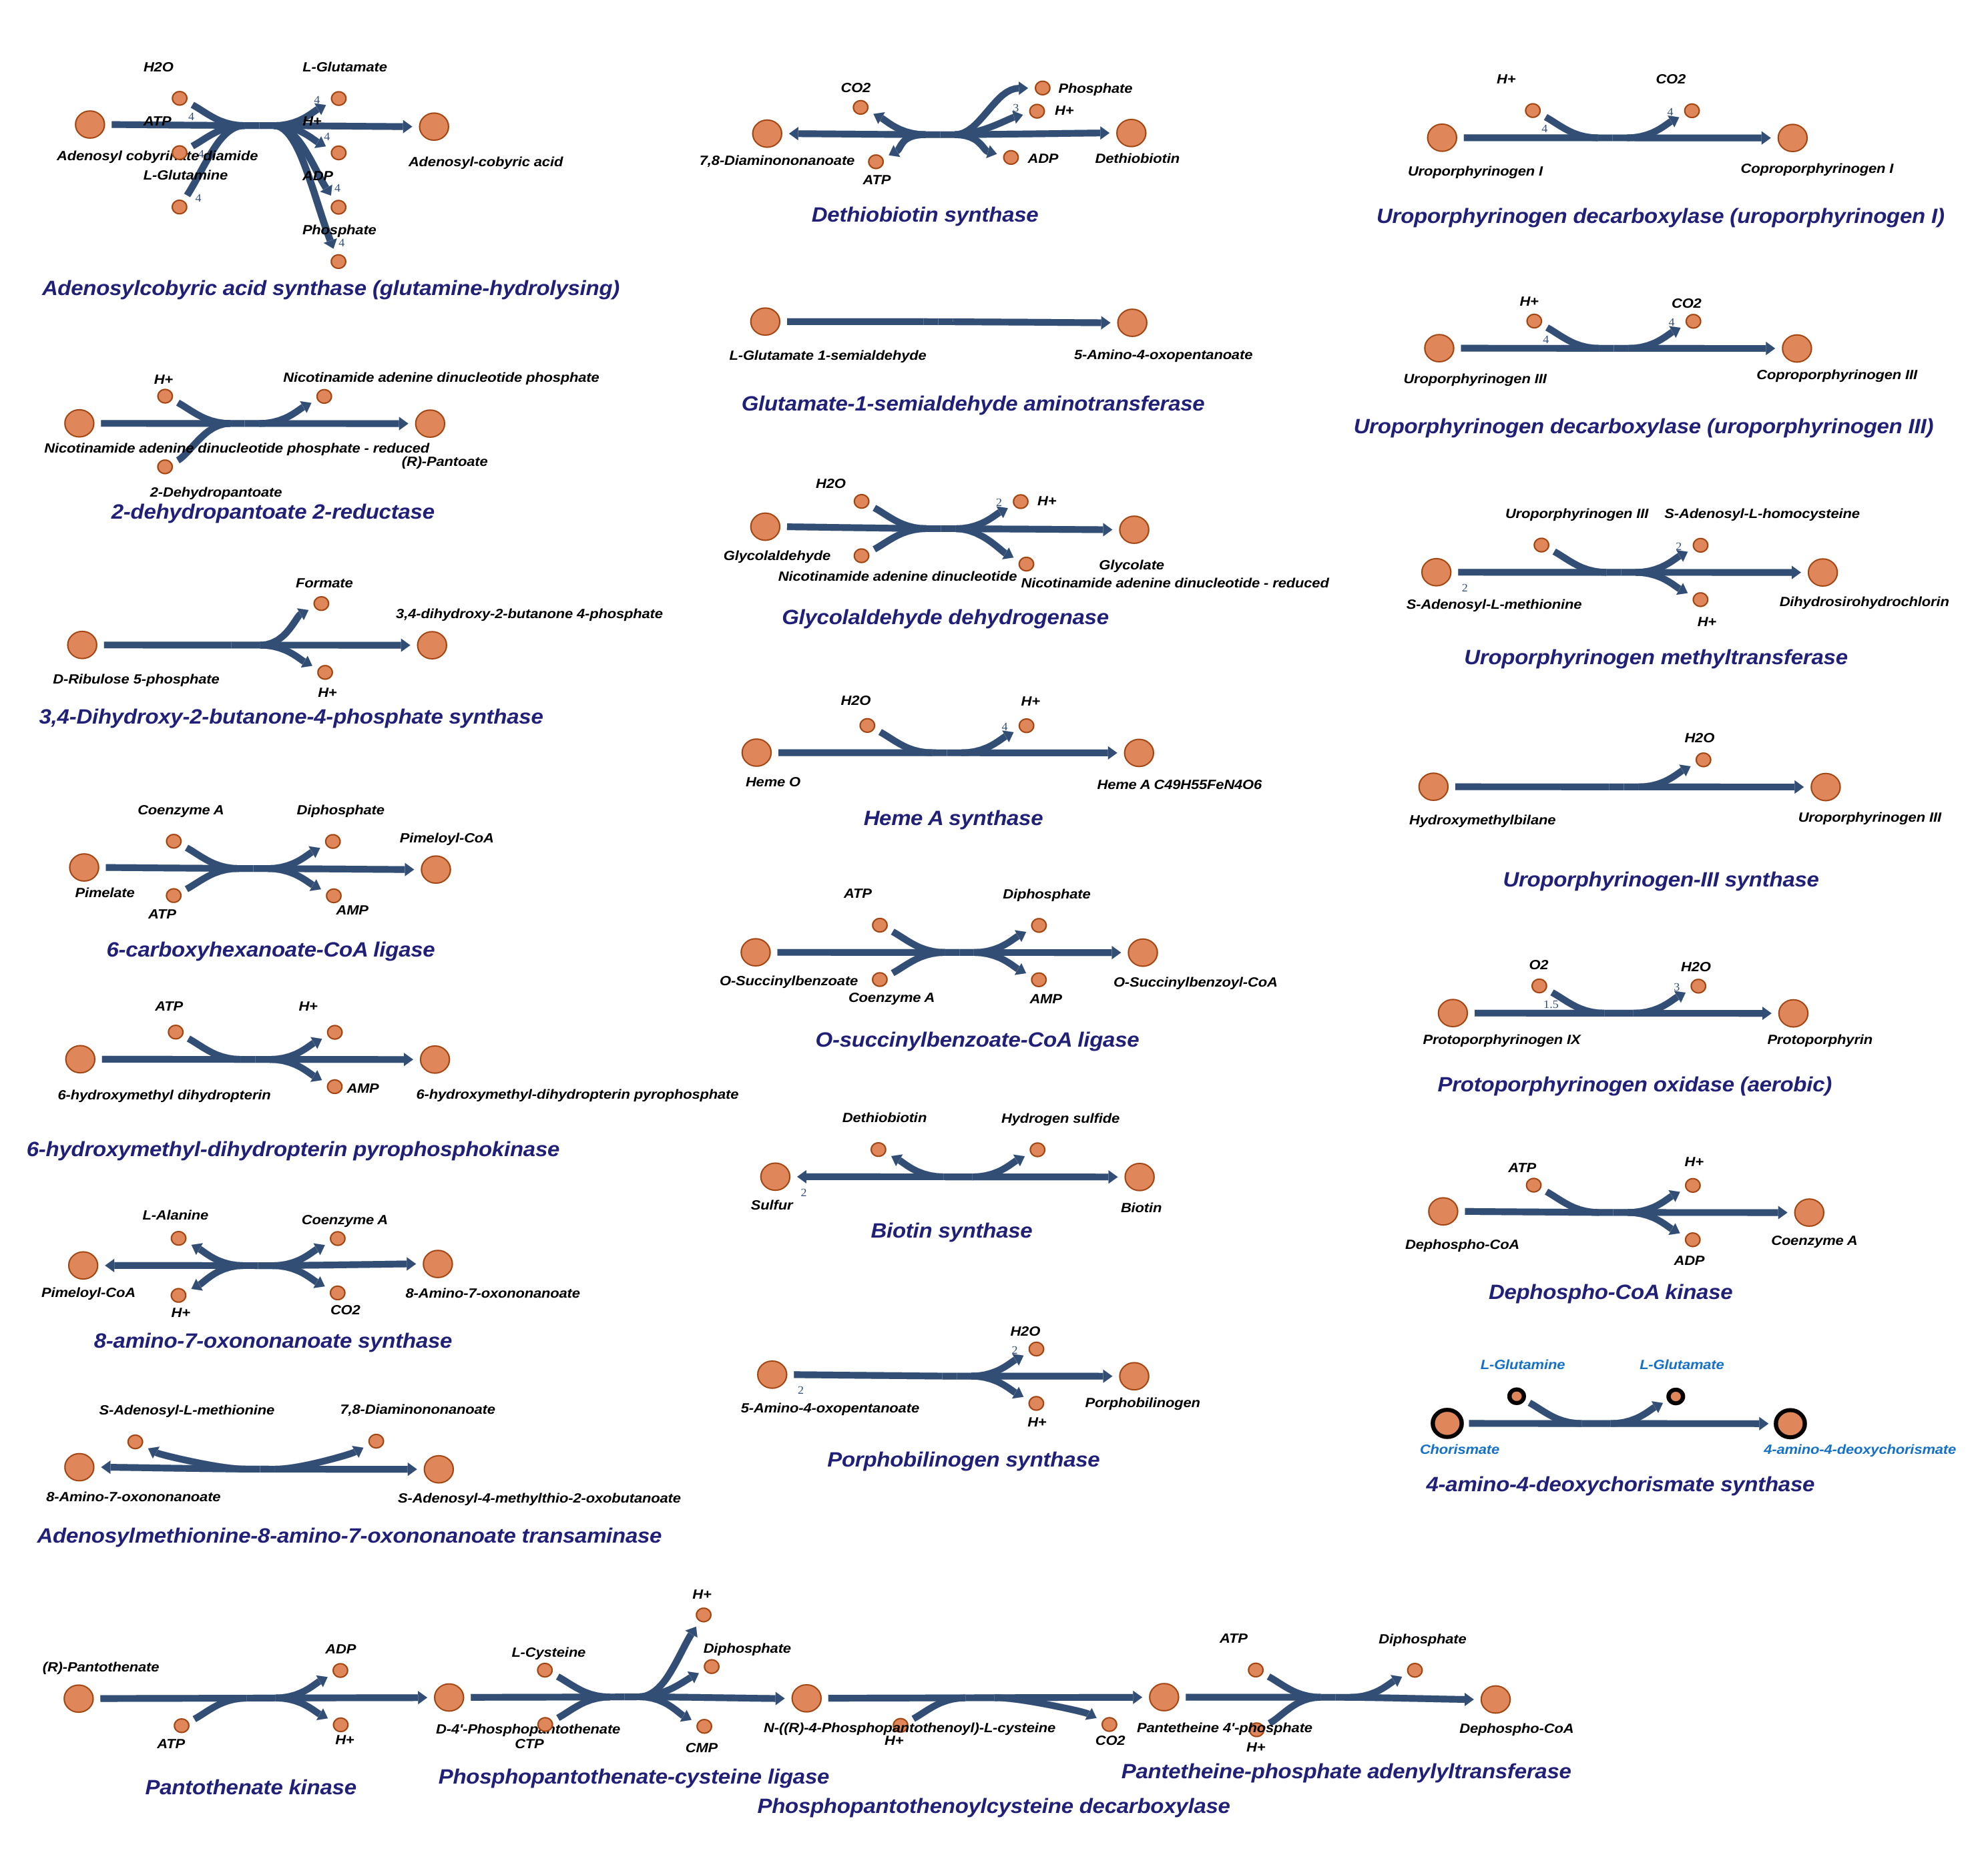 H2O
L-Glutamate
4
4
ATP
H+
4
4
Adenosyl cobyrinate diamide
Adenosyl-cobyric acid
L-Glutamine
ADP
4
4
Phosphate
4
Adenosylcobyric acid synthase (glutamine-hydrolysing)
H+
Nicotinamide adenine dinucleotide phosphate
Nicotinamide adenine dinucleotide phosphate - reduced
(R)-Pantoate
2-Dehydropantoate
2-dehydropantoate 2-reductase
Formate
3,4-dihydroxy-2-butanone 4-phosphate
D-Ribulose 5-phosphate
H+
3,4-Dihydroxy-2-butanone-4-phosphate synthase
Coenzyme A
Diphosphate
Pimeloyl-CoA
Pimelate
ATP
AMP
6-carboxyhexanoate-CoA ligase
ATP
H+
AMP
6-hydroxymethyl dihydropterin
6-hydroxymethyl-dihydropterin pyrophosphate
6-hydroxymethyl-dihydropterin pyrophosphokinase
L-Alanine
Coenzyme A
Pimeloyl-CoA
8-Amino-7-oxononanoate
H+
CO2
8-amino-7-oxononanoate synthase
S-Adenosyl-L-methionine
7,8-Diaminononanoate
8-Amino-7-oxononanoate
S-Adenosyl-4-methylthio-2-oxobutanoate
Adenosylmethionine-8-amino-7-oxononanoate transaminase
CO2
Phosphate
3
H+
7,8-Diaminononanoate
ADP
Dethiobiotin
ATP
Dethiobiotin synthase
L-Glutamate 1-semialdehyde
5-Amino-4-oxopentanoate
Glutamate-1-semialdehyde aminotransferase
H2O
2
H+
Glycolaldehyde
Glycolate
Nicotinamide adenine dinucleotide
Nicotinamide adenine dinucleotide - reduced
Glycolaldehyde dehydrogenase
H2O
H+
4
Heme O
Heme A C49H55FeN4O6
Heme A synthase
ATP
Diphosphate
O-Succinylbenzoate
O-Succinylbenzoyl-CoA
Coenzyme A
AMP
O-succinylbenzoate-CoA ligase
Dethiobiotin
Hydrogen sulfide
2
Sulfur
Biotin
Biotin synthase
H2O
2
2
5-Amino-4-oxopentanoate
Porphobilinogen
H+
Porphobilinogen synthase
H+
CO2
4
4
Uroporphyrinogen I
Coproporphyrinogen I
Uroporphyrinogen decarboxylase (uroporphyrinogen I)
H+
CO2
4
4
Uroporphyrinogen III
Coproporphyrinogen III
Uroporphyrinogen decarboxylase (uroporphyrinogen III)
Uroporphyrinogen III
S-Adenosyl-L-homocysteine
2
2
S-Adenosyl-L-methionine
Dihydrosirohydrochlorin
H+
Uroporphyrinogen methyltransferase
H2O
Hydroxymethylbilane
Uroporphyrinogen III
Uroporphyrinogen-III synthase
O2
H2O
1.5
3
Protoporphyrinogen IX
Protoporphyrin
Protoporphyrinogen oxidase (aerobic)
ATP
H+
Dephospho-CoA
Coenzyme A
ADP
Dephospho-CoA kinase
L-Glutamine
L-Glutamate
Chorismate
4-amino-4-deoxychorismate
4-amino-4-deoxychorismate synthase
(R)-Pantothenate
ADP
ATP
H+
Pantothenate kinase
H+
L-Cysteine
Diphosphate
D-4'-Phosphopantothenate
CTP
CMP
Phosphopantothenate-cysteine ligase
N-((R)-4-Phosphopantothenoyl)-L-cysteine
H+
CO2
Phosphopantothenoylcysteine decarboxylase
ATP
Diphosphate
Pantetheine 4'-phosphate
Dephospho-CoA
H+
Pantetheine-phosphate adenylyltransferase